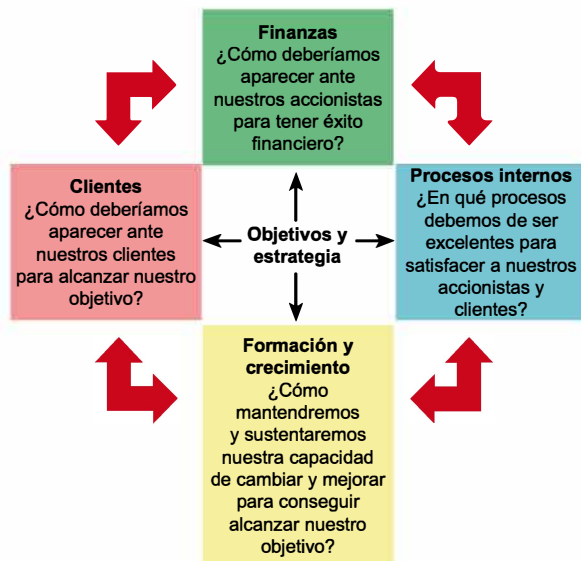 Finanzas
¿Cómo deberíamos
aparecer ante
nuestros accionistas
para tener éxito
financiero?
Clientes
¿Cómo deberíamos
aparecer ante
nuestros clientes
para alcanzar nuestro
objetivo?
Objetivos y
estrategia
Procesos internos
¿En qué procesos
debemos de ser
excelentes para
satisfacer a nuestros
accionistas y
clientes?
Formación y
crecimiento
¿Cómo
mantendremos
y sustentaremos
nuestra capacidad
de cambiar y mejorar
para conseguir
alcanzar nuestro
objetivo?